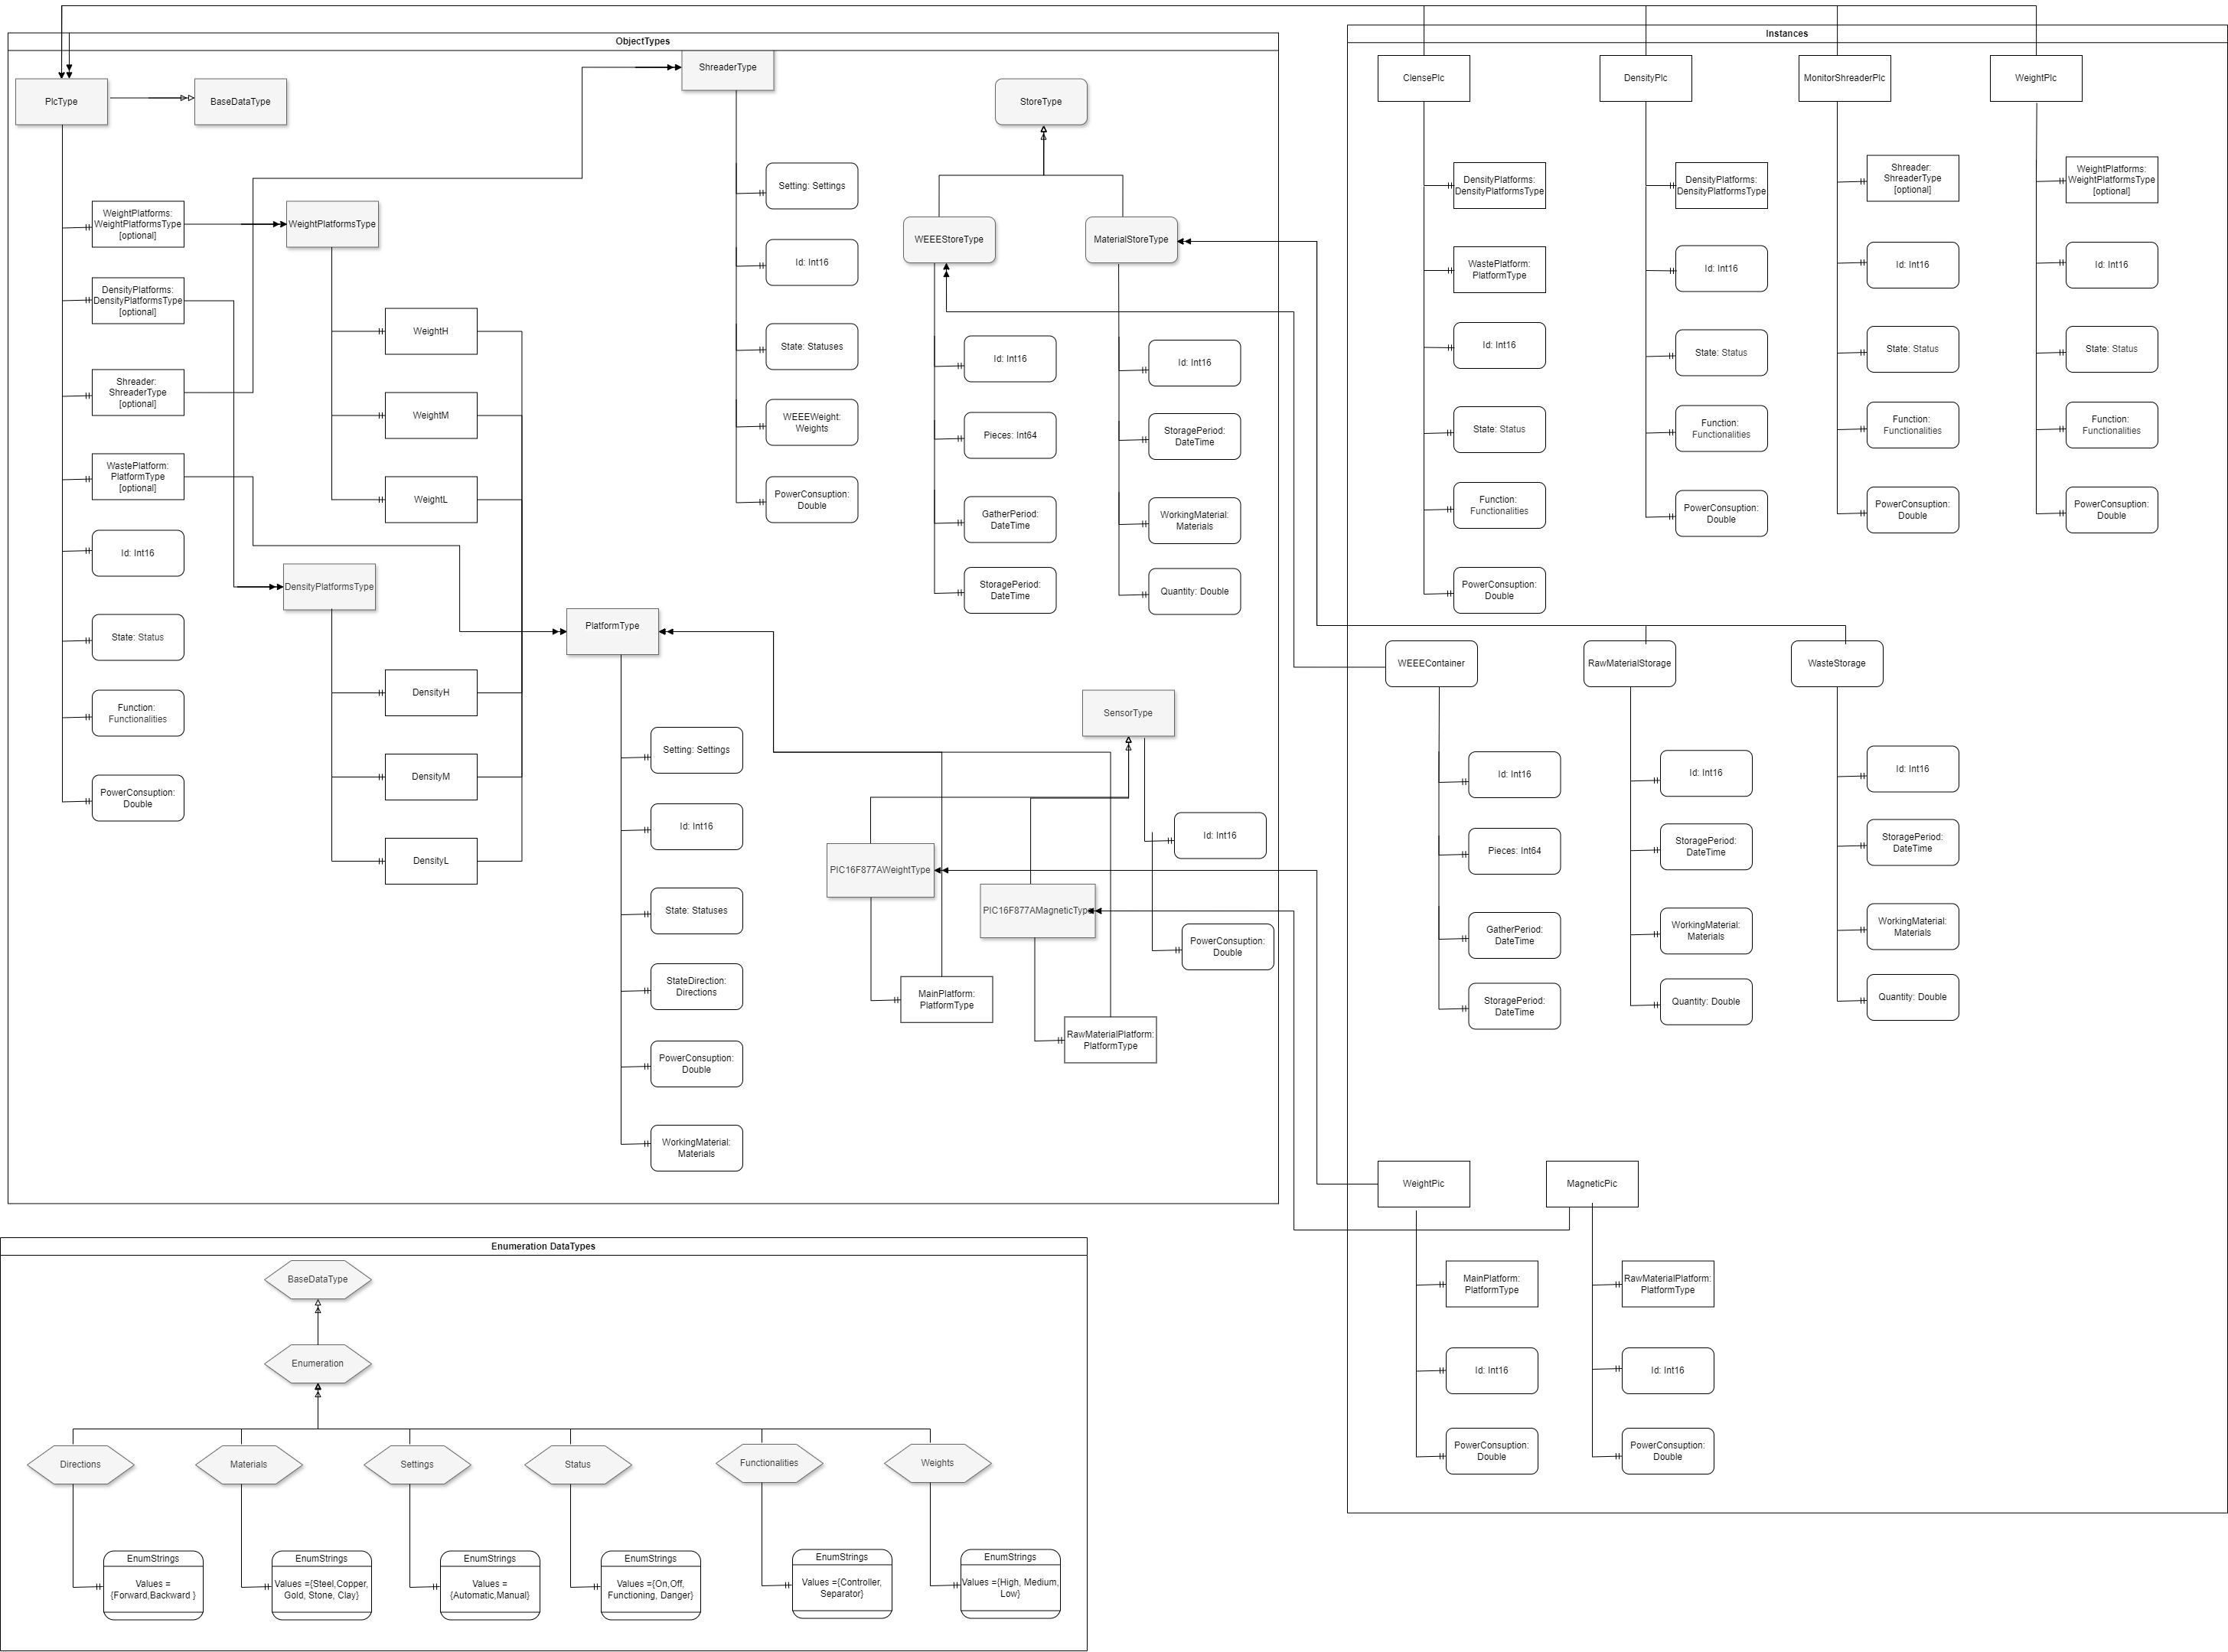 ObjectTypes
PlcType
BaseDataType
ShreaderType
StoreType
WeightPlatforms:
WeightPlatformsType
[optional]
WeightPlatformsType
DensityPlatforms:
DensityPlatformsType
[optional]
Shreader:
ShreaderType
[optional]
WastePlatform:
PlatformType
[optional]
Id: Int16
State: Status
Function:
Functionalities
PowerConsuption:
Double
WeightH
WeightM
WeightL
DensityPlatformsType
DensityH
DensityM
DensityL
Setting: Settings
Id: Int16
State: Statuses
WEEEWeight:
Weights
PowerConsuption:
Double
WEEEStoreType
MaterialStoreType
Id: Int16
Pieces: Int64
GatherPeriod:
DateTime
StoragePeriod:
DateTime
Id: Int16
StoragePeriod:
DateTime
WorkingMaterial:
Materials
Quantity: Double
PlatformType
Setting: Settings
Id: Int16
State: Statuses
StateDirection:
Directions
PowerConsuption:
Double
WorkingMaterial:
Materials
SensorType
Id: Int16
PowerConsuption:
Double
PIC16F877AWeightType
PIC16F877AMagneticType
MainPlatform:
PlatformType
RawMaterialPlatform:
PlatformType
Instances
ClensePlc
DensityPlc
MonitorShreaderPlc
WeightPlc
DensityPlatforms:
DensityPlatformsType
WastePlatform:
PlatformType
Id: Int16
State: Status
Function:
Functionalities
PowerConsuption:
Double
DensityPlatforms:
DensityPlatformsType
Id: Int16
State: Status
Function:
Functionalities
PowerConsuption:
Double
Shreader:
ShreaderType
[optional]
Id: Int16
State: Status
Function:
Functionalities
PowerConsuption:
Double
WeightPlatforms:
WeightPlatformsType
[optional]
Id: Int16
State: Status
Function:
Functionalities
PowerConsuption:
Double
WEEEContainer
RawMaterialStorage
WasteStorage
Id: Int16
Pieces: Int64
GatherPeriod:
DateTime
StoragePeriod:
DateTime
Id: Int16
StoragePeriod:
DateTime
WorkingMaterial:
Materials
Quantity: Double
Id: Int16
StoragePeriod:
DateTime
WorkingMaterial:
Materials
Quantity: Double
WeightPic
MagneticPic
MainPlatform:
PlatformType
Id: Int16
PowerConsuption:
Double
RawMaterialPlatform:
PlatformType
Id: Int16
PowerConsuption:
Double
Enumeration DataTypes
BaseDataType
Enumeration
Directions
Materials
Settings
Status
Functionalities
Weights
EnumStrings
Values =
{Forward,Backward }
EnumStrings
Values ={Steel,Copper,
Gold, Stone, Clay}
EnumStrings
Values =
{Automatic,Manual}
EnumStrings
Values ={On,Off,
Functioning, Danger}
EnumStrings
Values ={Controller,
Separator}
EnumStrings
Values ={High, Medium,
Low}